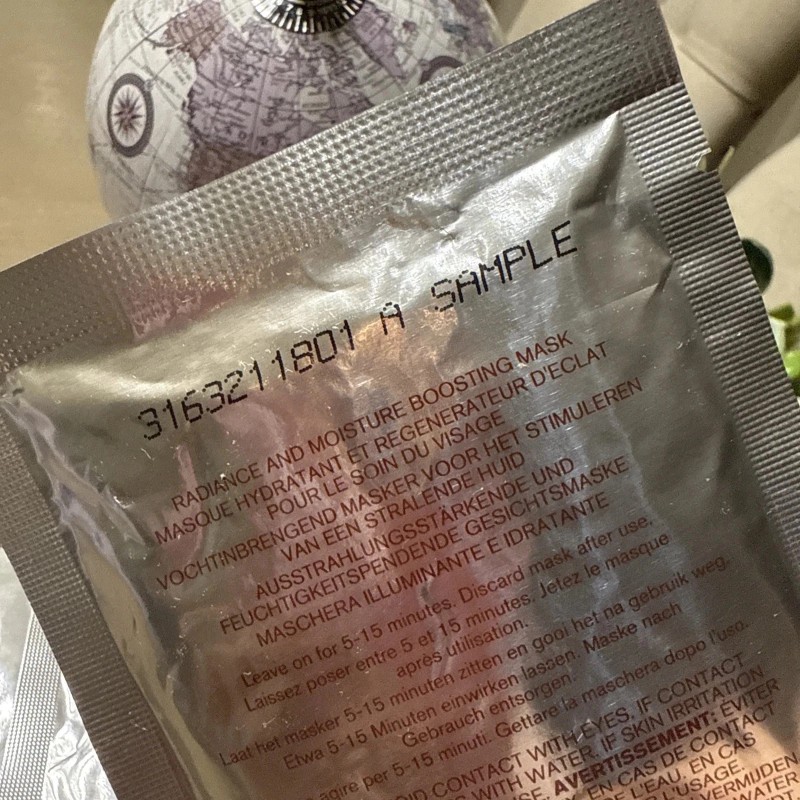 3163211801 A SAMPLE
RADIANCE AND MOISTURE BOOSTING MASK
MASQUE HYDRATANT ET REGENERATEUR D'ECLAT
POUR LE SOIN DU VISAGE
VOCHTINBRENGEND MASKER VOOR HET STIMULEREN
VAN EEN STRALENDE HUID
AUSSTRAHLUNGSSTÄRKENDE UND
FEUCHTIGKEITSPENDENDE GESICHTSMASKE
MASCHERA ILLUMINANTE E IDRATANTE
Leave on for 5-15 minutes. Discard mask after use.
Laissez poser entre 5 et 15 minutes. Jetez le masque
après utilisation.
Laat het masker 5-15 minuten zitten en gooi het na gebruik weg.
Etwa 5-15 Minuten einwirken lassen. Maske nach
Gebrauch entsorgen.
agire per 5-15 minuti. Gettare la maschera dopo l'uso.
CONTACT WITH EYES, IF CONTACT
WITH WATER. IF SKIN IRRITATION
AVERTISSEMENT: ÉVITER
EN CAS DE CONTACT
DE L'EAU. EN CAS
L'USAGE.
VERMIJDEN
WATER